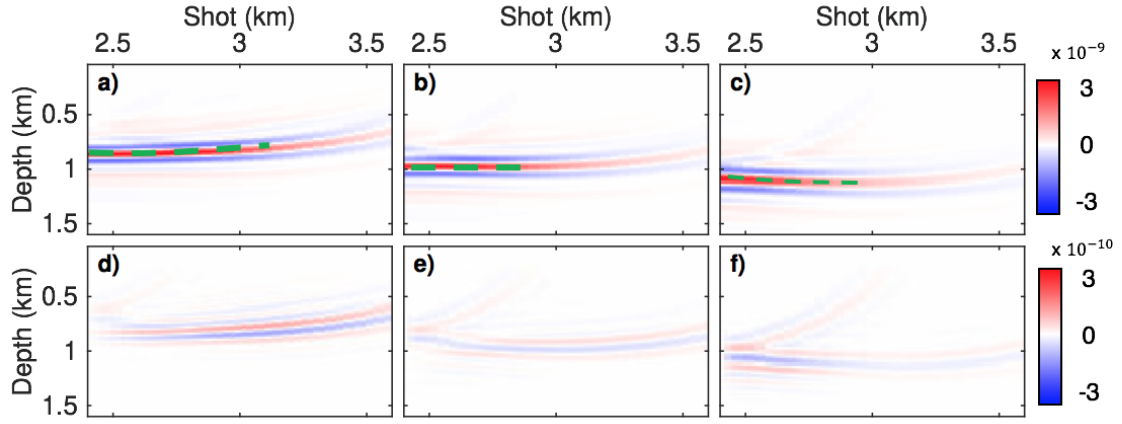 Shot (km) Shot (km) Shot (km)
2.5 3 3.5 2.5 3 3.5 2.5 3 3.5
x 10⁻⁹
a) b) c)
Depth (km)
0.5
1
1.5
3
0
-3
x 10⁻¹⁰
d) e) f)
Depth (km)
0.5
1
1.5
3
0
-3